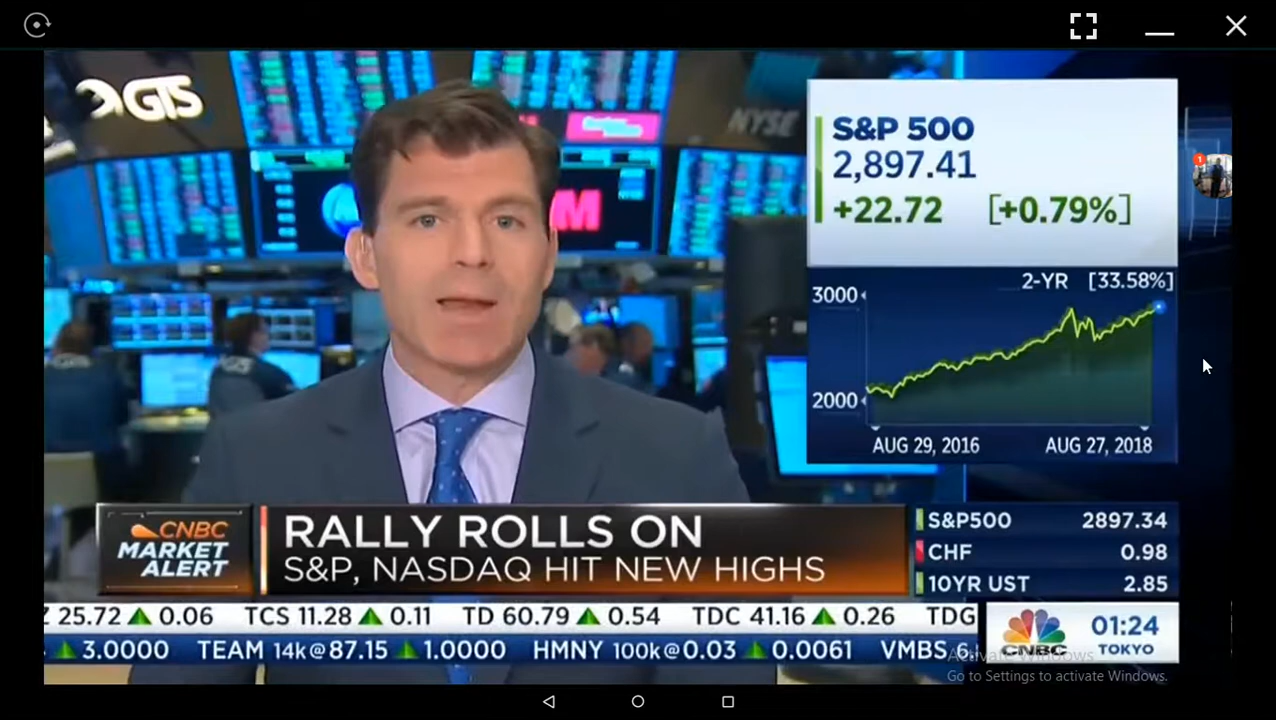 GTS
NYSE
S&P 500
2,897.41
+22.72 [+0.79%]
1
2-YR [33.58%]
3000
2000
AUG 29, 2016 AUG 27, 2018
CNBC
MARKET
ALERT
RALLY ROLLS ON
S&P, NASDAQ HIT NEW HIGHS
S&P500 2897.34
CHF 0.98
10YR UST 2.85
Z 25.72 0.06 TCS 11.28 0.11 TD 60.79 0.54 TDC 41.16 0.26 TDG
3.0000 TEAM 14k@87.15 1.0000 HMNY 100k@0.03 0.0061 VMBS 6
CNBC
01:24
TOKYO
Activate Windows
Go to Settings to activate Windows.